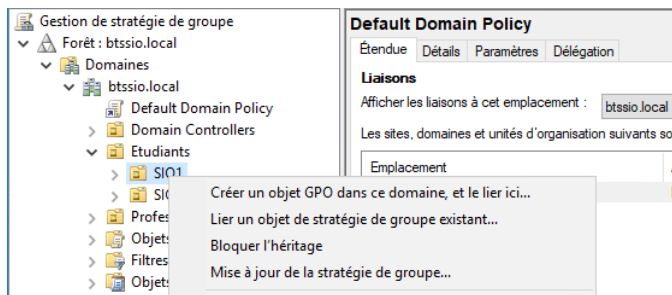 Gestion de stratégie de groupe
Forêt : btssio.local
Domaines
btssio.local
Default Domain Policy
Domain Controllers
Etudiants
SIO1
Objets
Filtres
Objets
Créer un objet GPO dans ce domaine, et le lier ici...
Lier un objet de stratégie de groupe existant...
Bloquer l'héritage
Mise à jour de la stratégie de groupe...
Default Domain Policy
Étendue Détails Paramètres Délégation
Liaisons
Afficher les liaisons à cet emplacement : btssio.local
Les sites, domaines et unités d'organisation suivants
Emplacement